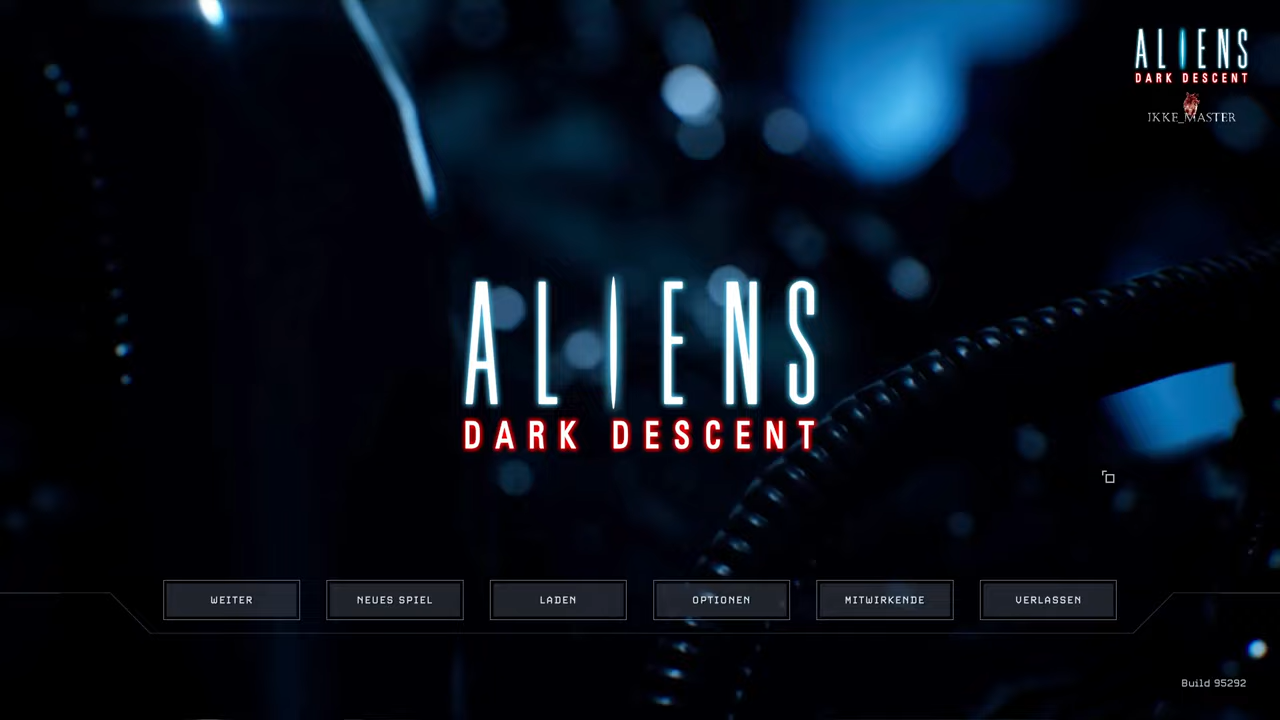 ALIENS
DARK DESCENT
IKKE_MASTER
ALIENS
DARK DESCENT
WEITER
NEUES SPIEL
LADEN
OPTIONEN
MITWIRKENDE
VERLASSEN
Build 95292